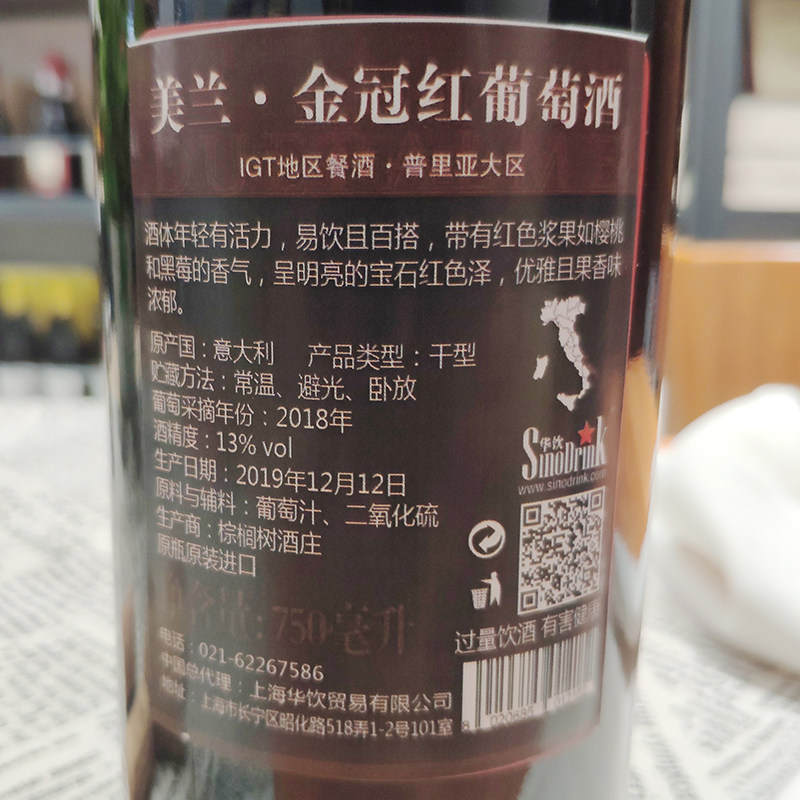 美兰·金冠红葡萄酒
IGT地区餐酒·普里亚大区
酒体年轻有活力，易饮且百搭，带有红色浆果如樱桃
和黑莓的香气，呈明亮的宝石红色泽，优雅且果香味
浓郁。
原产国：意大利 产品类型：干型
贮藏方法：常温、避光、卧放
葡萄采摘年份：2018年
酒精度：13% vol
生产日期：2019年12月12日
原料与辅料：葡萄汁、二氧化硫
生产商：棕榈树酒庄
原瓶原装进口
华饮
SinoDrink
www.sinodrink.com
净含量：750毫升
过量饮酒 有害健康
电话：021-62267586
中国总代理：上海华饮贸易有限公司
地址：上海市长宁区昭化路518弄1-2号101室